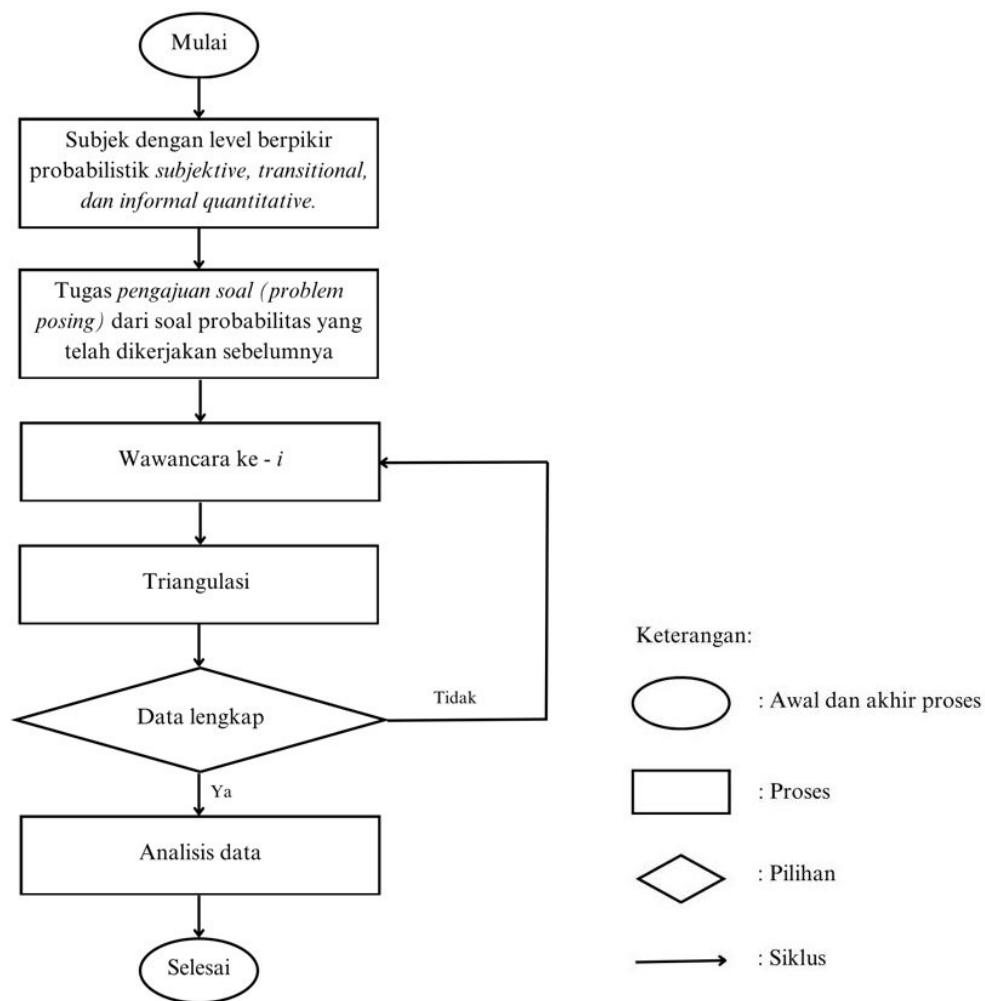 Mulai
Subjek dengan level berpikir
probabilistik subjektive, transitional,
dan informal quantitative.
Tugas pengajuan soal (problem
posing) dari soal probabilitas yang
telah dikerjakan sebelumnya
Wawancara ke - i
Triangulasi
Data lengkap
Tidak
Ya
Analisis data
Selesai
Keterangan:
: Awal dan akhir proses
: Proses
: Pilihan
: Siklus